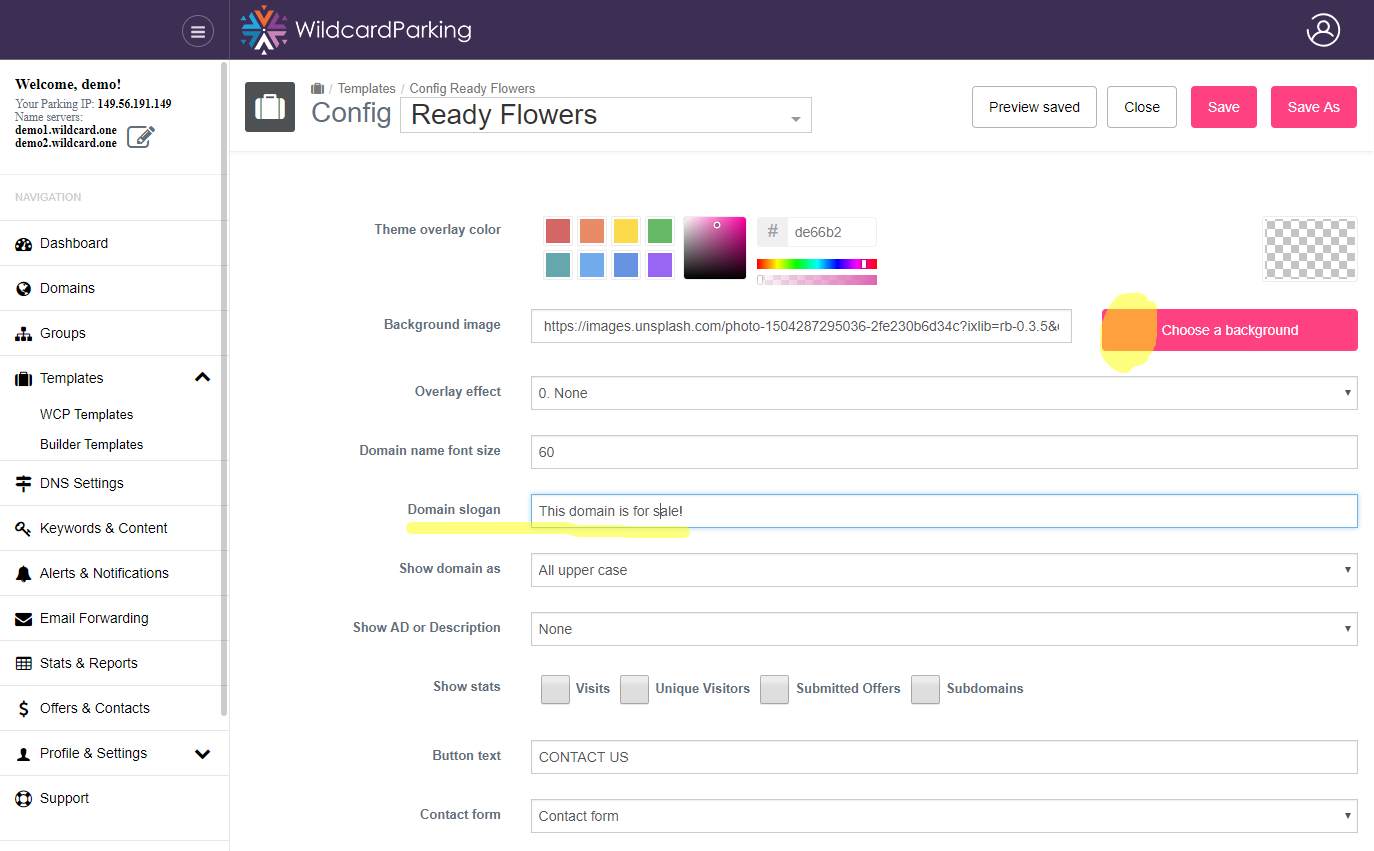 WildcardParking
Welcome, demo!
Your Parking IP: 149.56.191.149
Name servers:
demo1.wildcard.one
demo2.wildcard.one
NAVIGATION
Dashboard
Domains
Groups
Templates
WCP Templates
Builder Templates
DNS Settings
Keywords & Content
Alerts & Notifications
Email Forwarding
Stats & Reports
Offers & Contacts
Profile & Settings
Support
/ Templates / Config Ready Flowers
Config Ready Flowers
Preview saved Close Save Save As
Theme overlay color # de66b2
Background image https://images.unsplash.com/photo-1504287295036-2fe230b6d34c?ixlib=rb-0.3.5& Choose a background
Overlay effect 0. None
Domain name font size 60
Domain slogan This domain is for sale!
Show domain as All upper case
Show AD or Description None
Show stats Visits Unique Visitors Submitted Offers Subdomains
Button text CONTACT US
Contact form Contact form